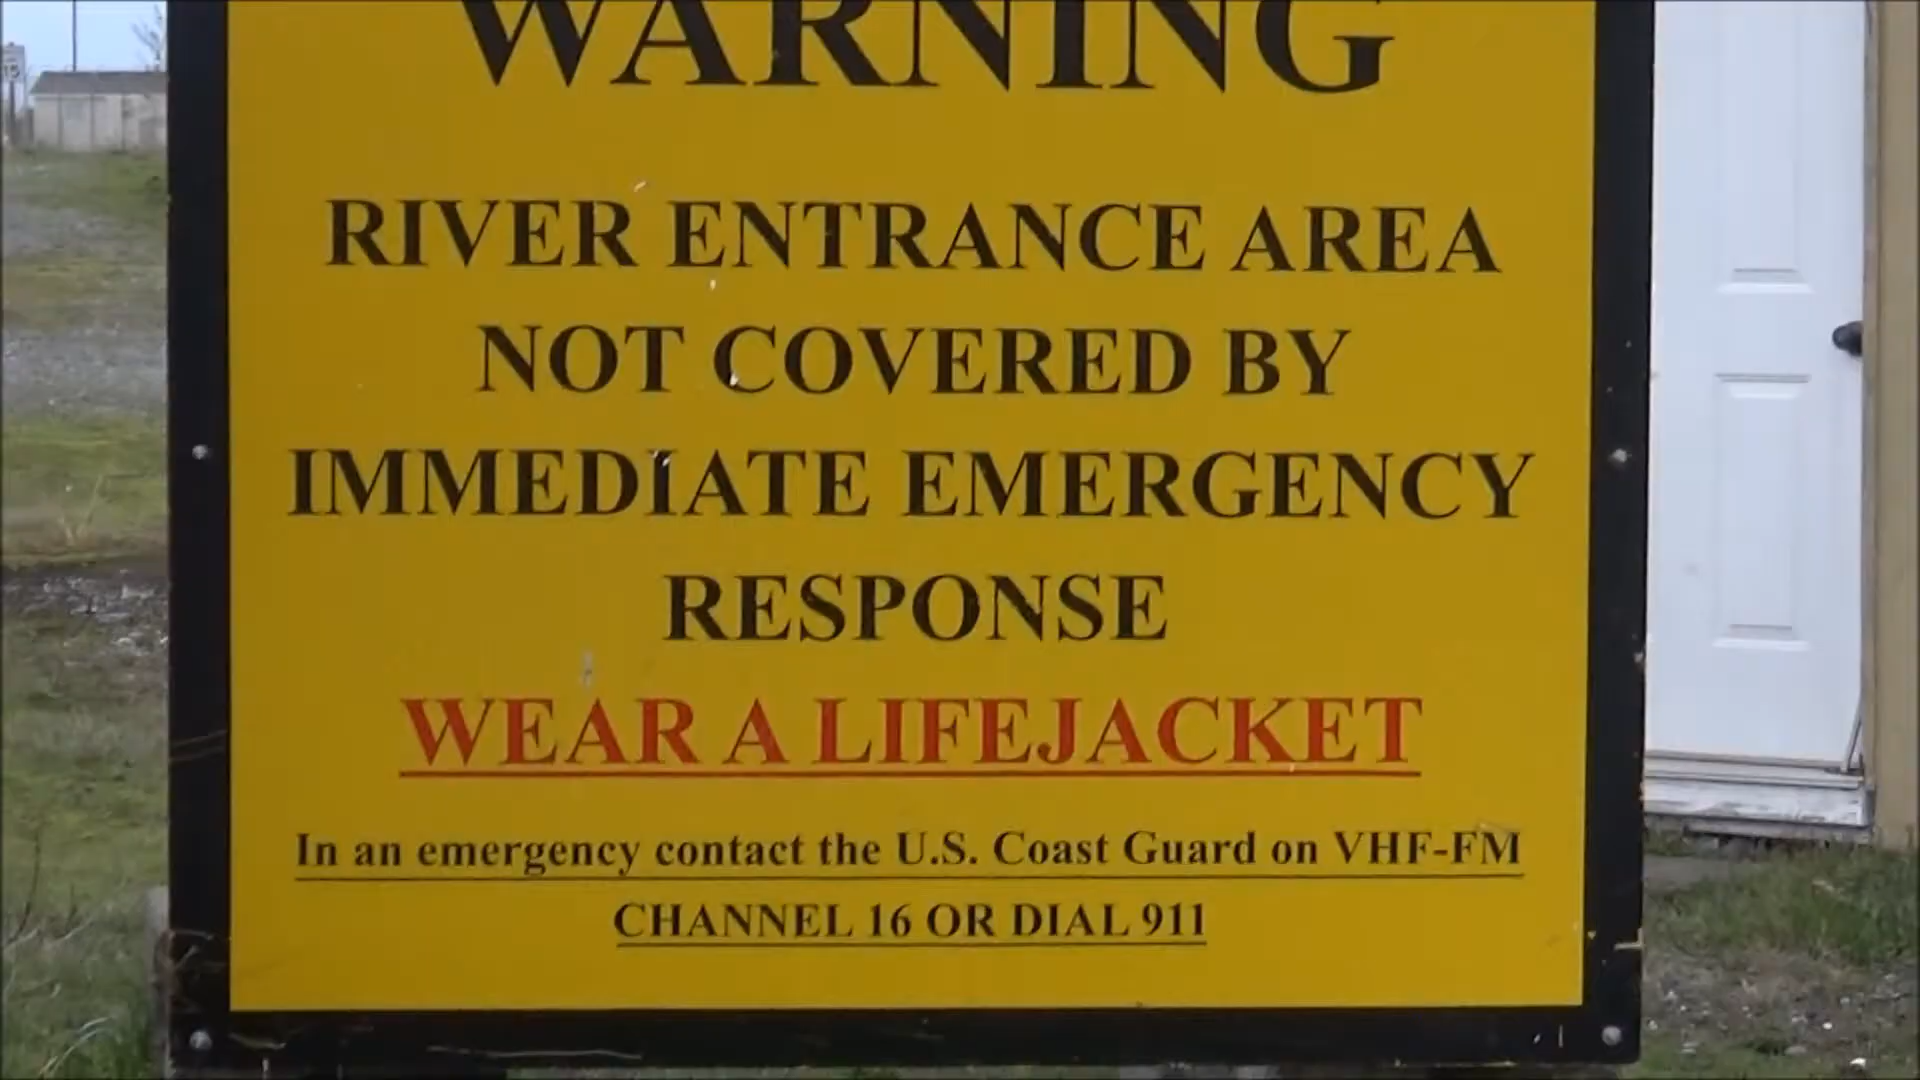 WARNING
RIVER ENTRANCE AREA
NOT COVERED BY
IMMEDIATE EMERGENCY
RESPONSE
WEAR A LIFEJACKET
In an emergency contact the U.S. Coast Guard on VHF-FM
CHANNEL 16 OR DIAL 911